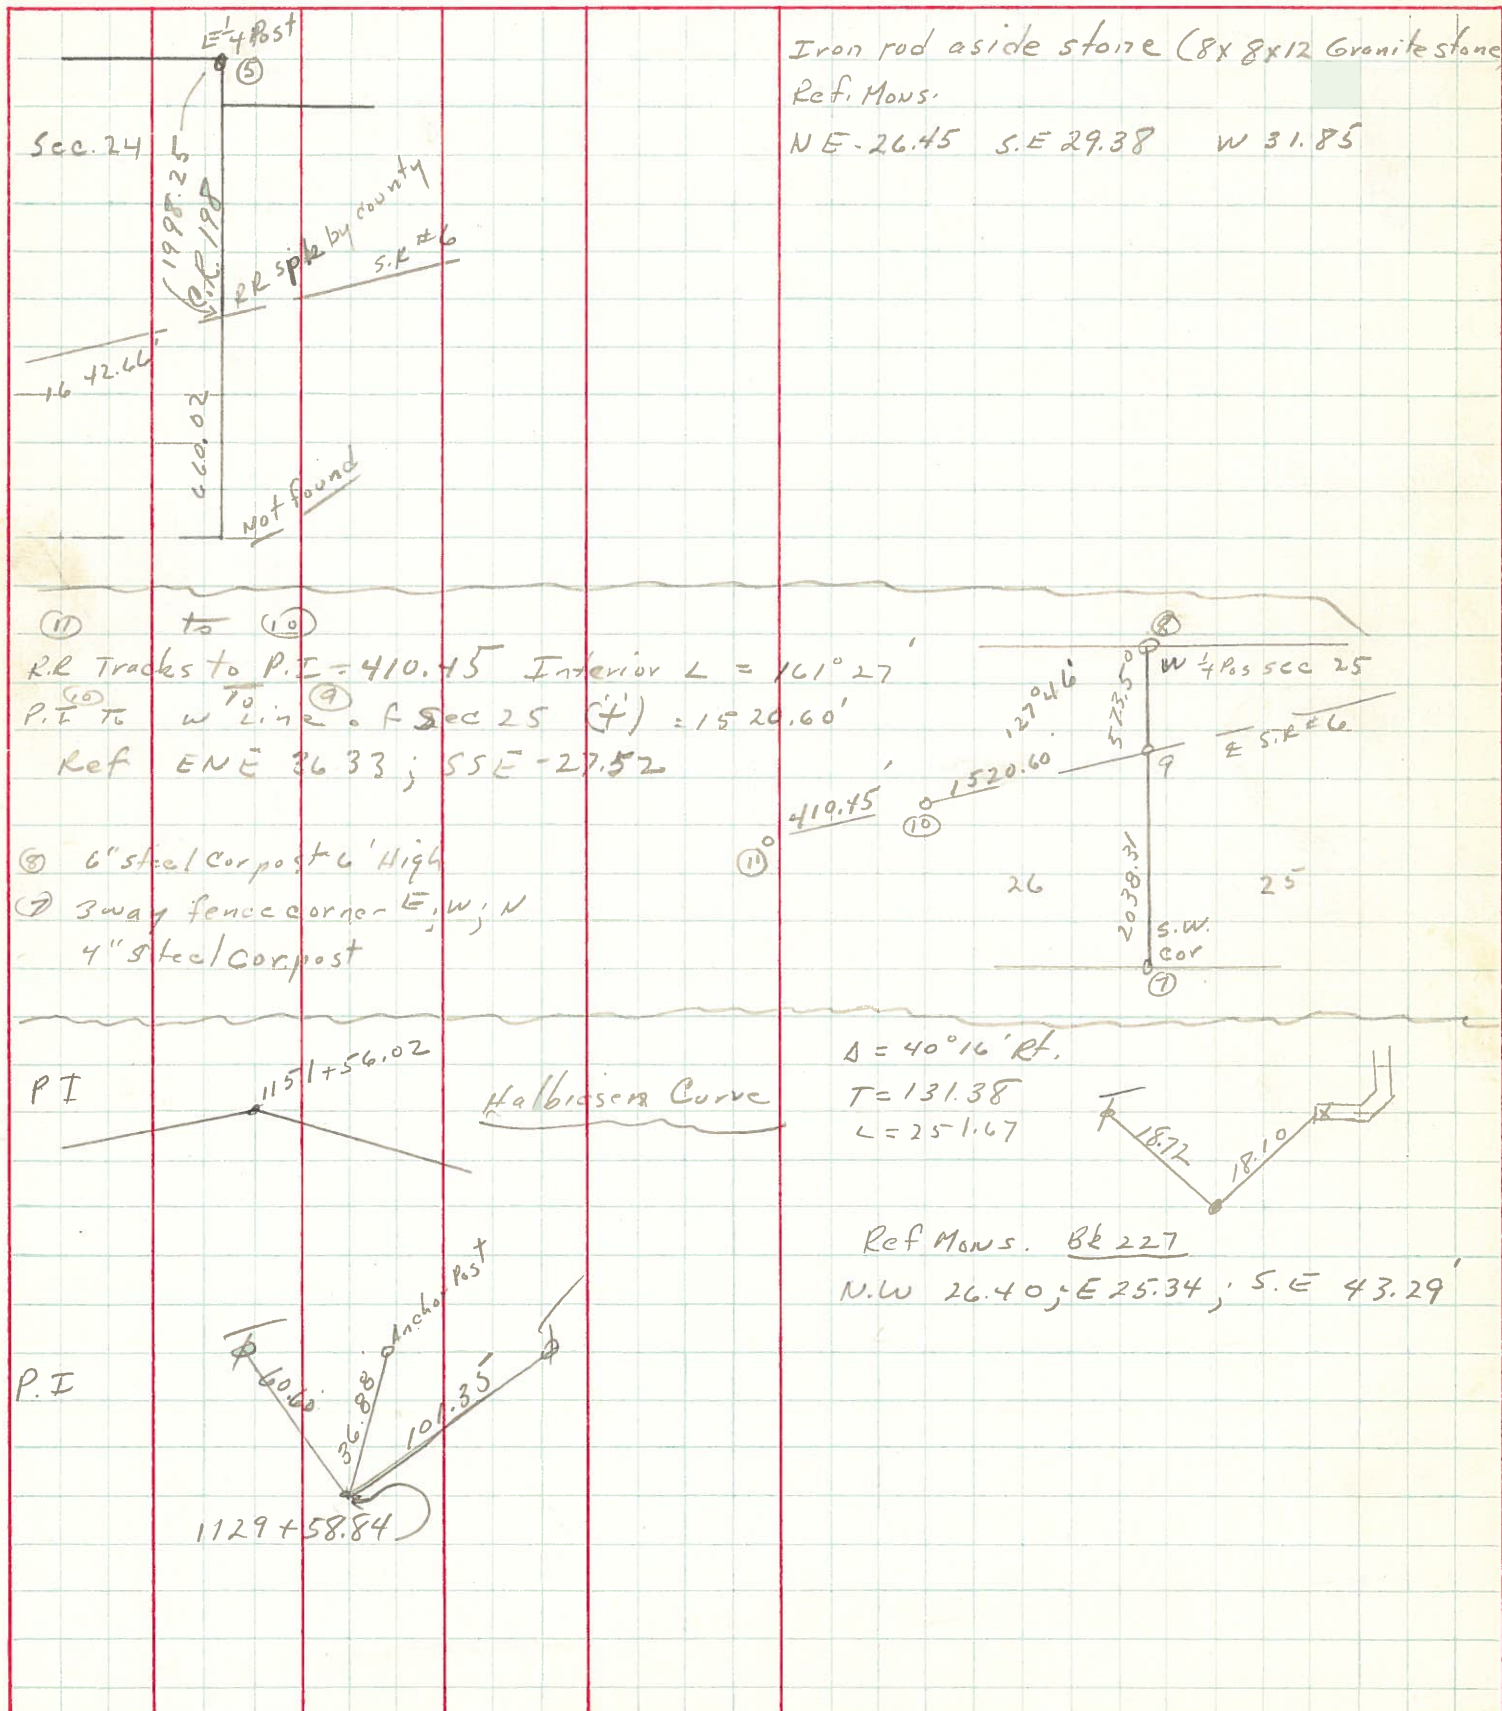 E 1/4 Post
⑤
Sec. 24
1998.25
C.R. 198
RR spk by county
S.R #6
1642.66'
660.02
Not found
Iron rod aside stone (8x8x12 Granite stone)
Ref. Mons.
NE-26.45 S.E 29.38 W 31.85
⑪ to ⑩
R.R Tracks to P.I = 410.45 Interior ∠ = 161°27'
⑩ To ⑨
P.I To W Line of Sec 25 (+) = 1520.60'
Ref ENE 3633; SSE-27.52
⑧ 6" steel Cor post 6' High
⑦ 3 way fence corner E; W; N
4" steel Cor. post
⑧
W 1/4 Pos sec 25
573.50
127°46'
℄ S.R #6
9
1520.60
⑩
410.45'
⑪
26
25
2038.31
S.W.
Cor
⑦
PI
1151+56.02
Halbiesen Curve
Δ = 40°16' Rt.
T = 131.38
L = 251.67
18.72
18.10
Ref Mons. Bk 227
N.W 26.40; E 25.34; S.E 43.29'
P.I
60.60
Anchor Post
36.88
101.35'
1129+58.84